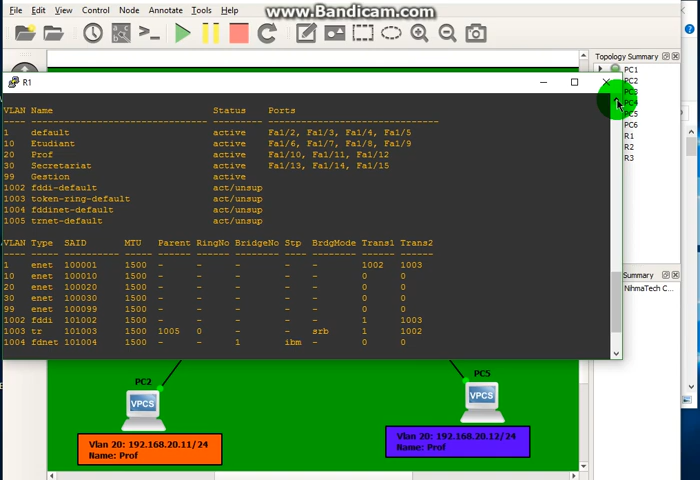 www.Bandicam.com
File Edit View Control Node Annotate Tools Help
Topology Summary
PC1
PC2
PC3
PC4
PC5
PC6
R1
R2
R3
R1
VLAN Name Status Ports
1 default active Fa1/2, Fa1/3, Fa1/4, Fa1/5
10 Etudiant active Fa1/6, Fa1/7, Fa1/8, Fa1/9
20 Prof active Fa1/10, Fa1/11, Fa1/12
30 Secretariat active Fa1/13, Fa1/14, Fa1/15
99 Gestion active
1002 fddi-default act/unsup
1003 token-ring-default act/unsup
1004 fddinet-default act/unsup
1005 trnet-default act/unsup
VLAN Type SAID MTU Parent RingNo BridgeNo Stp BrdgMode Trans1 Trans2
1 enet 100001 1500 - - - - - 1002 1003
10 enet 100010 1500 - - - - - 0 0
20 enet 100020 1500 - - - - - 0 0
30 enet 100030 1500 - - - - - 0 0
99 enet 100099 1500 - - - - - 0 0
1002 fddi 101002 1500 - - - - - 1 1003
1003 tr 101003 1500 1005 0 - - srb 1 1002
1004 fdnet 101004 1500 - - 1 ibm - 0 0
Summary
NihmaTech C...
PC2
VPCS
Vlan 20: 192.168.20.11/24
Name: Prof
PC5
VPCS
Vlan 20: 192.168.20.12/24
Name: Prof